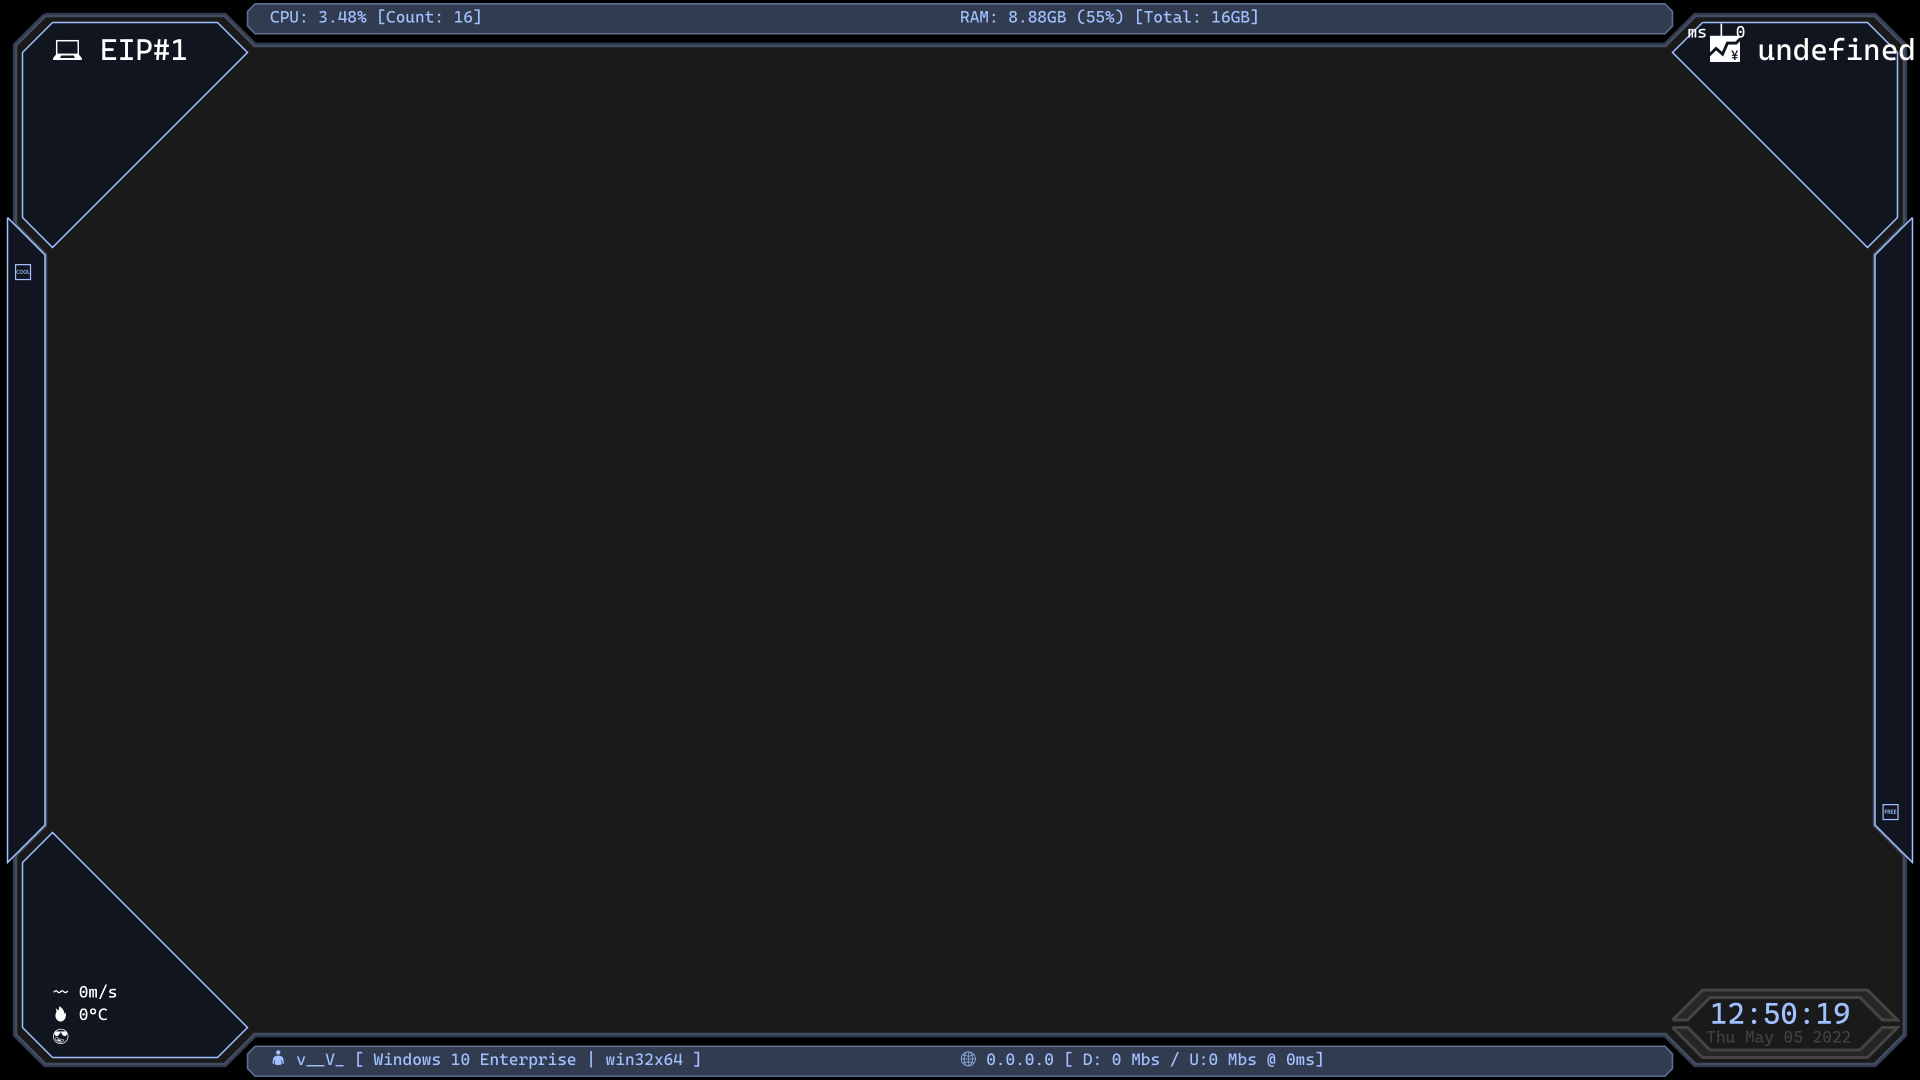 CPU: 3.48% [Count: 16]
RAM: 8.88GB (55%) [Total: 16GB]
EIP#1
ms | 0
undefined
COOL
FREE
0m/s
0°C
12:50:19
Thu May 05 2022
v__V_ [ Windows 10 Enterprise | win32x64 ]
0.0.0.0 [ D: 0 Mbs / U:0 Mbs @ 0ms]